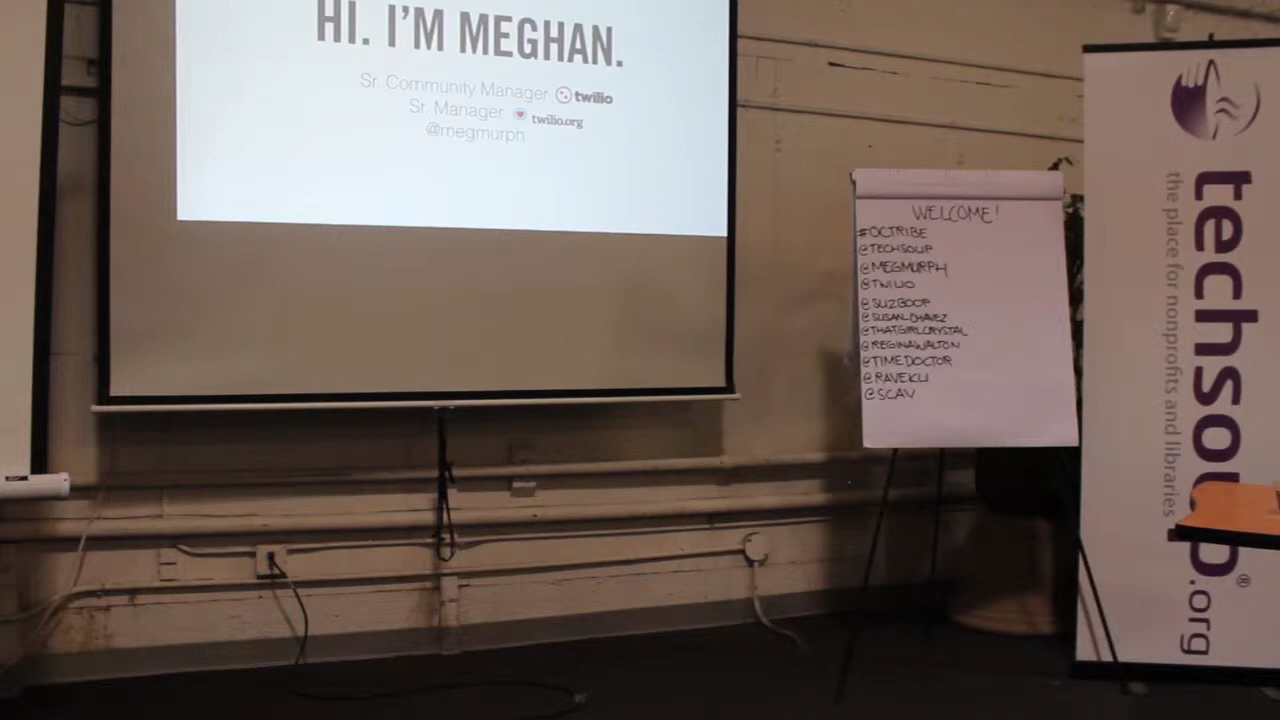 HI. I'M MEGHAN.
Sr. Community Manager twilio
Sr. Manager twilio.org
@megmurph
WELCOME!
#OCTRIBE
@TECHSOUP
@MEGMURPH
@TWILIO
@SUZBOOP
@SUSAN_CHAVEZ
@THATGIRLCRYSTAL
@REGINAWALTON
@TIMEDOCTOR
@RAVEKLI
@SCAV
techsoup.org
the place for nonprofits and libraries